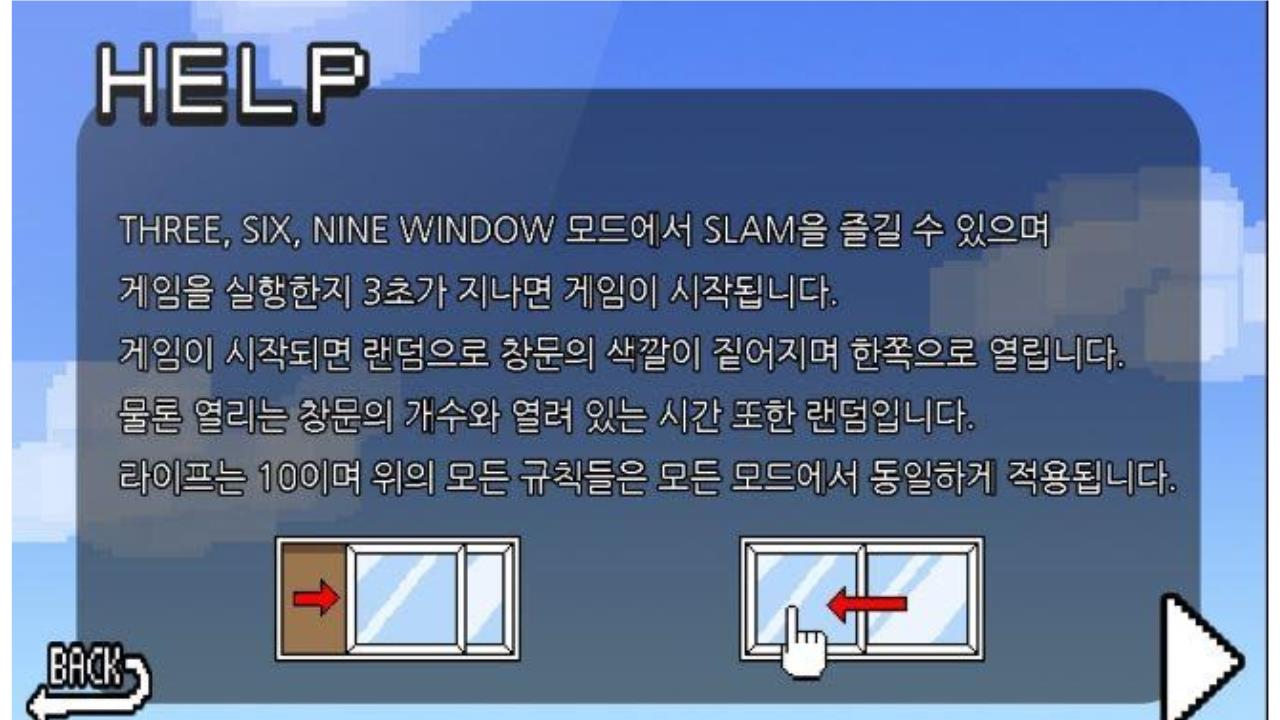 HELP
THREE, SIX, NINE WINDOW 모드에서 SLAM을 즐길 수 있으며
게임을 실행한지 3초가 지나면 게임이 시작됩니다.
게임이 시작되면 랜덤으로 창문의 색깔이 짙어지며 한쪽으로 열립니다.
물론 열리는 창문의 개수와 열려 있는 시간 또한 랜덤입니다.
라이프는 10이며 위의 모든 규칙들은 모든 모드에서 동일하게 적용됩니다.
BACK